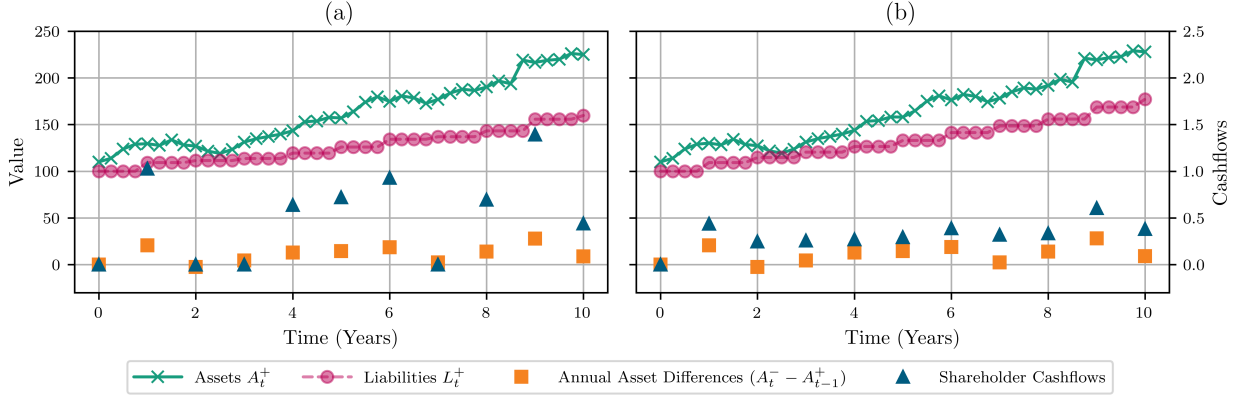 (a) (b)
250 2.5
200 2.0
150 1.5
100 1.0
50 0.5
0 0.0
Value
Cashflows
0 2 4 6 8 10 0 2 4 6 8 10
Time (Years) Time (Years)
Assets $A_t^+$ Liabilities $L_t^+$ Annual Asset Differences $(A_t^- - A_{t-1}^+)$ Shareholder Cashflows